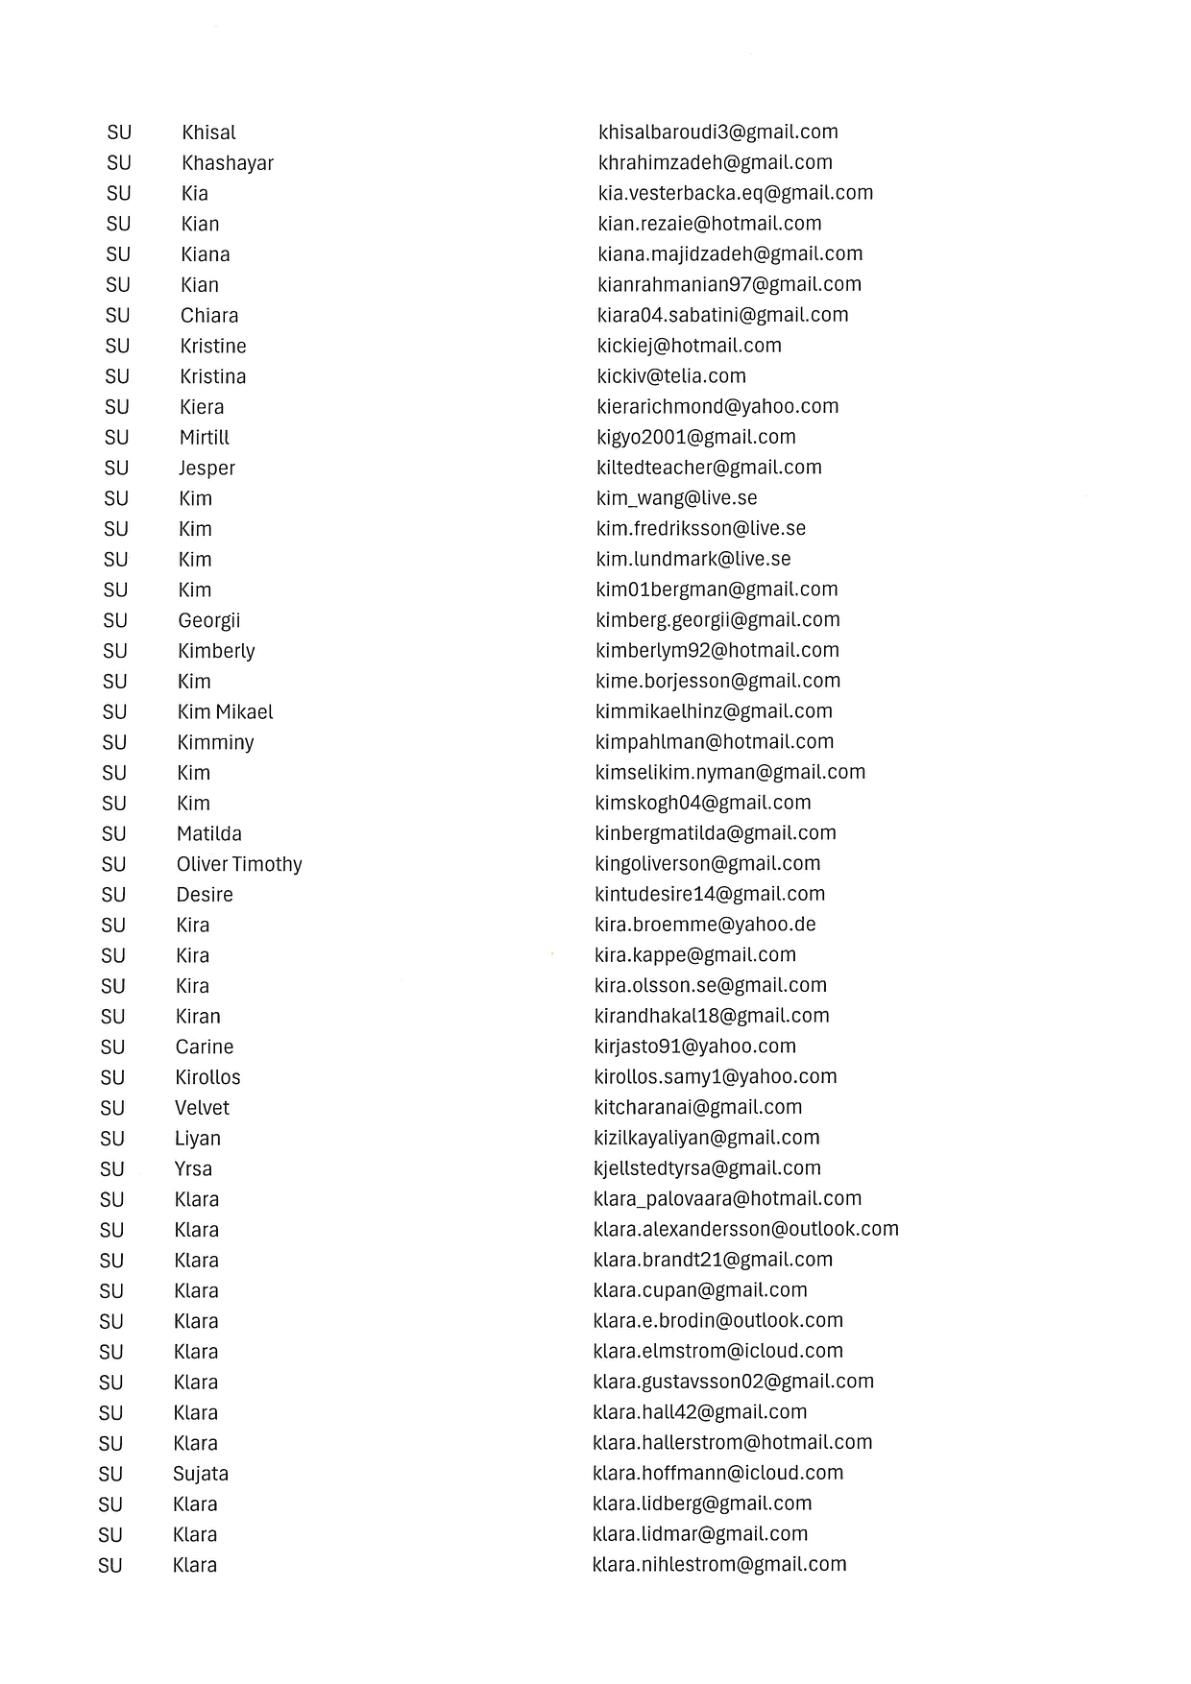 SU Khisal khisalbaroudi3@gmail.com
SU Khashayar khrahimzadeh@gmail.com
SU Kia kia.vesterbacka.eq@gmail.com
SU Kian kian.rezaie@hotmail.com
SU Kiana kiana.majidzadeh@gmail.com
SU Kian kianrahmanian97@gmail.com
SU Chiara kiara04.sabatini@gmail.com
SU Kristine kickiej@hotmail.com
SU Kristina kickiv@telia.com
SU Kiera kierarichmond@yahoo.com
SU Mirtill kigyo2001@gmail.com
SU Jesper kiltedteacher@gmail.com
SU Kim kim_wang@live.se
SU Kim kim.fredriksson@live.se
SU Kim kim.lundmark@live.se
SU Kim kim01bergman@gmail.com
SU Georgii kimberg.georgii@gmail.com
SU Kimberly kimberlym92@hotmail.com
SU Kim kime.borjesson@gmail.com
SU Kim Mikael kimmikaelhinz@gmail.com
SU Kimminy kimpahlman@hotmail.com
SU Kim kimselikim.nyman@gmail.com
SU Kim kimskogh04@gmail.com
SU Matilda kinbergmatilda@gmail.com
SU Oliver Timothy kingoliverson@gmail.com
SU Desire kintudesire14@gmail.com
SU Kira kira.broemme@yahoo.de
SU Kira kira.kappe@gmail.com
SU Kira kira.olsson.se@gmail.com
SU Kiran kirandhakal18@gmail.com
SU Carine kirjasto91@yahoo.com
SU Kirollos kirollos.samy1@yahoo.com
SU Velvet kitcharanai@gmail.com
SU Liyan kizilkayaliyan@gmail.com
SU Yrsa kjellstedtyrsa@gmail.com
SU Klara klara_palovaara@hotmail.com
SU Klara klara.alexandersson@outlook.com
SU Klara klara.brandt21@gmail.com
SU Klara klara.cupan@gmail.com
SU Klara klara.e.brodin@outlook.com
SU Klara klara.elmstrom@icloud.com
SU Klara klara.gustavsson02@gmail.com
SU Klara klara.hall42@gmail.com
SU Klara klara.hallerstrom@hotmail.com
SU Sujata klara.hoffmann@icloud.com
SU Klara klara.lidberg@gmail.com
SU Klara klara.lidmar@gmail.com
SU Klara klara.nihlestrom@gmail.com